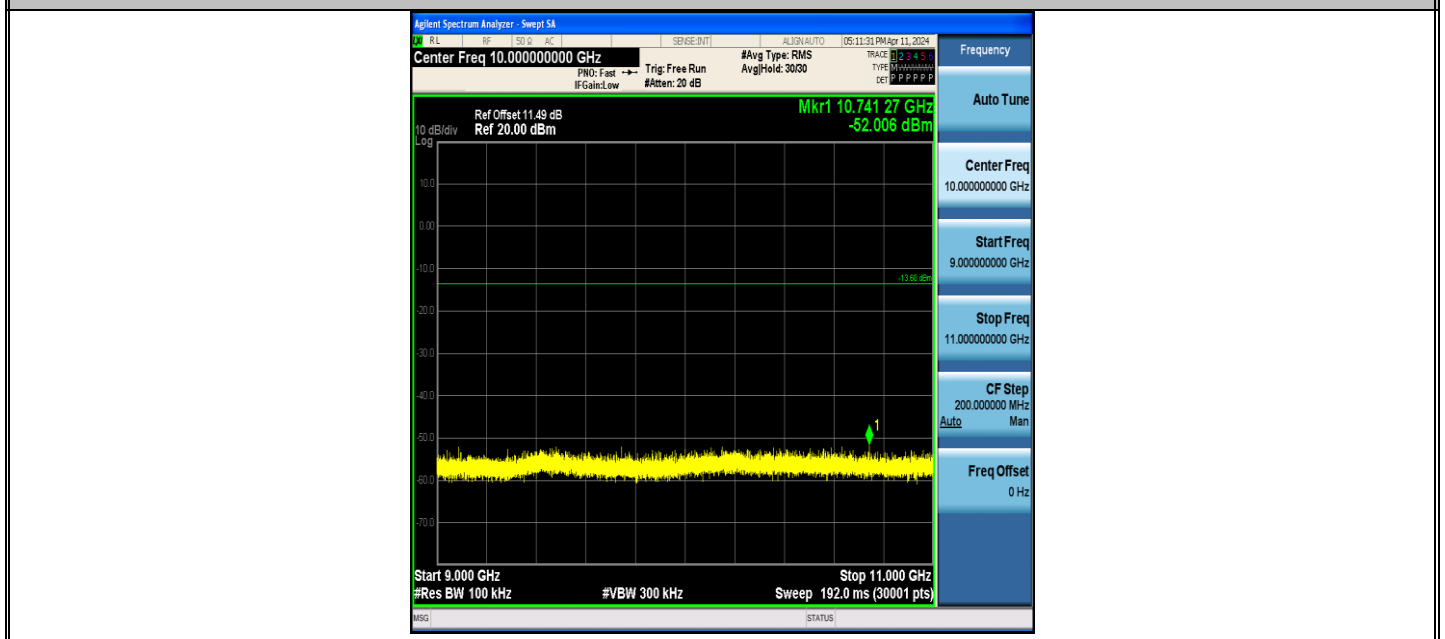 Agilent Spectrum Analyzer - Swept SA
RL RF 50 Ω AC SENSE:INT ALIGN AUTO 05:11:31 PM Apr 11, 2024
Center Freq 10.000000000 GHz
PNO: Fast
IFGain:Low
Trig: Free Run
#Atten: 20 dB
#Avg Type: RMS
Avg|Hold: 30/30
TRACE 1 2 3 4 5 6
TYPE M
DET P P P P P P
Mkr1 10.741 27 GHz
-52.006 dBm
Ref Offset 11.49 dB
10 dB/div Ref 20.00 dBm
Log
10.0
0.00
-10.0
-13.60 dBm
-20.0
-30.0
-40.0
1
-50.0
-60.0
-70.0
Start 9.000 GHz Stop 11.000 GHz
#Res BW 100 kHz #VBW 300 kHz Sweep 192.0 ms (30001 pts)
MSG STATUS
Frequency
Auto Tune
Center Freq
10.000000000 GHz
Start Freq
9.000000000 GHz
Stop Freq
11.000000000 GHz
CF Step
200.000000 MHz
Auto Man
Freq Offset
0 Hz